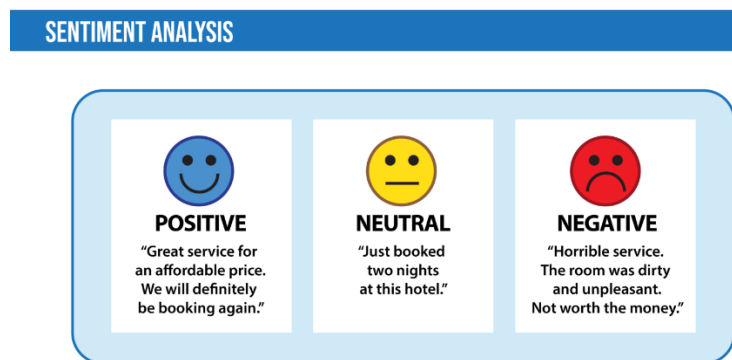 SENTIMENT ANALYSIS
POSITIVE
“Great service for
an affordable price.
We will definitely
be booking again.”
NEUTRAL
“Just booked
two nights
at this hotel.”
NEGATIVE
“Horrible service.
The room was dirty
and unpleasant.
Not worth the money.”